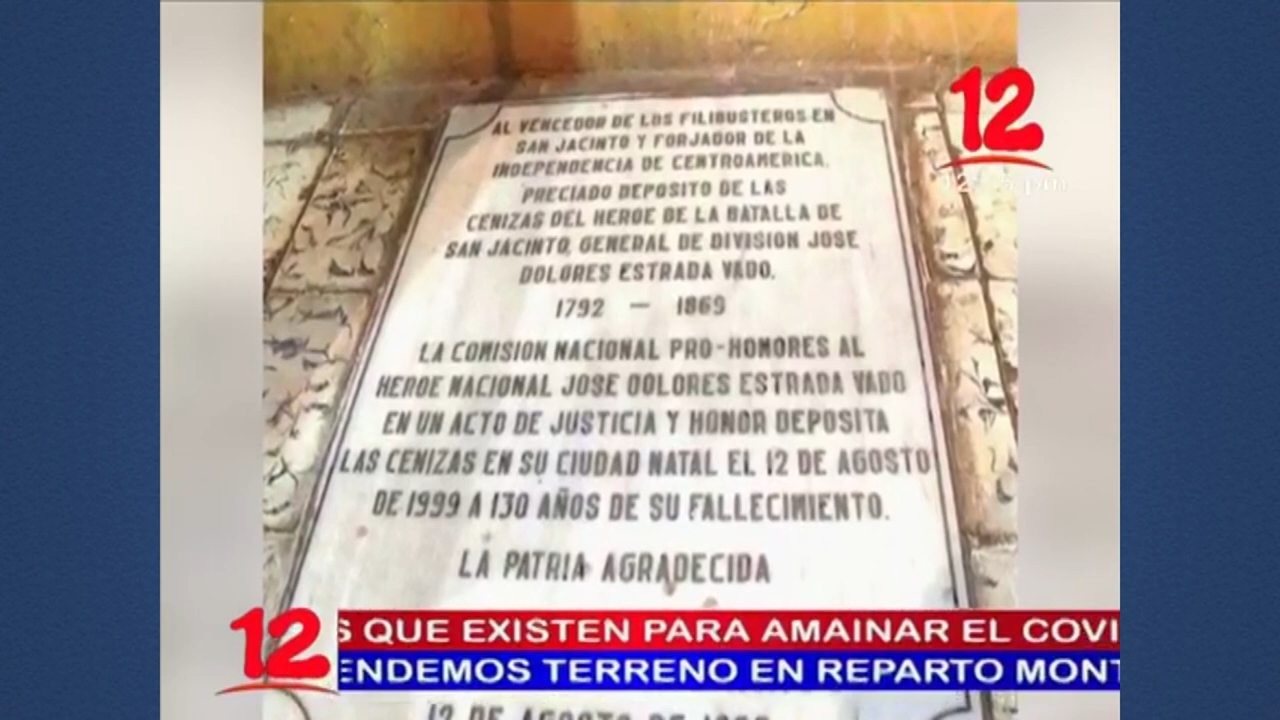 AL VENCEDOR DE LOS FILIBUSTEROS EN
SAN JACINTO Y FORJADOR DE LA
INDEPENDENCIA DE CENTROAMERICA.
PRECIADO DEPOSITO DE LAS
CENIZAS DEL HEROE DE LA BATALLA DE
SAN JACINTO, GENERAL DE DIVISION JOSE
DOLORES ESTRADA VADO.
1792 — 1869
LA COMISION NACIONAL PRO-HONORES AL
HEROE NACIONAL JOSE DOLORES ESTRADA VADO
EN UN ACTO DE JUSTICIA Y HONOR DEPOSITA
LAS CENIZAS EN SU CIUDAD NATAL EL 12 DE AGOSTO
DE 1999 A 130 AÑOS DE SU FALLECIMIENTO.
LA PATRIA AGRADECIDA
12
12
S QUE EXISTEN PARA AMAINAR EL COVI
ENDEMOS TERRENO EN REPARTO MONT
12 DE AGOSTO DE